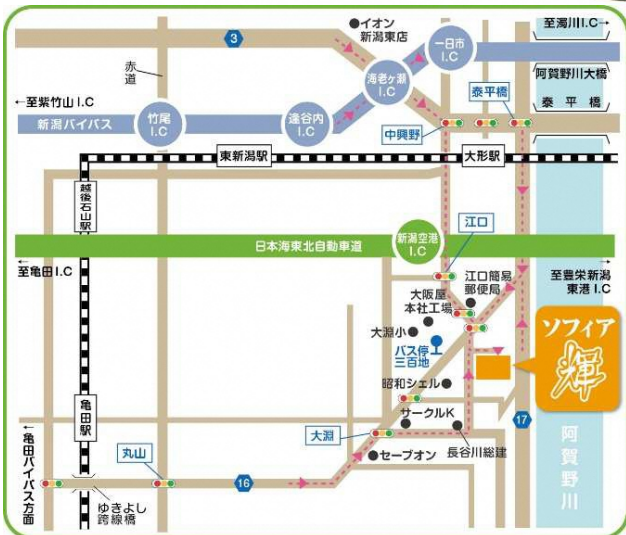 至濁川I.C→
イオン
新潟東店
3
一日市
I.C
赤道
海老ヶ瀬
I.C
阿賀野川大橋
←至紫竹山I.C
泰平橋
泰平橋
新潟バイパス
竹尾
I.C
逢谷内
I.C
中興野
東新潟駅
大形駅
越後石山駅
江口
日本海東北自動車道
新潟空港
I.C
←至亀田I.C
江口簡易
郵便局
至豊栄新潟
東港I.C
大阪屋
本社工場
大淵小
バス停
三百地
ソフィア
輝
昭和シェル
亀田駅
サークルK
17
←亀田バイパス方面
丸山
大淵
長谷川総建
阿賀野川
セーブオン
16
ゆきよし
跨線橋